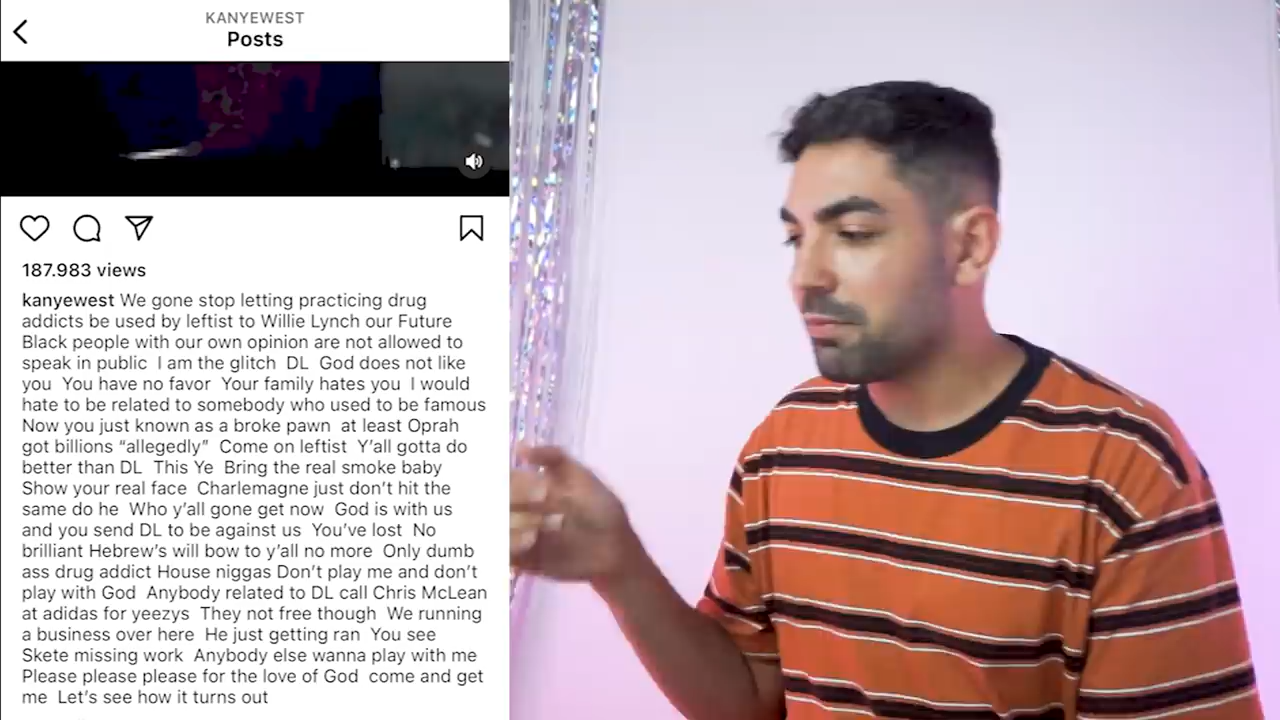 KANYEWEST
Posts
187.983 views
kanyewest We gone stop letting practicing drug
addicts be used by leftist to Willie Lynch our Future
Black people with our own opinion are not allowed to
speak in public I am the glitch DL God does not like
you You have no favor Your family hates you I would
hate to be related to somebody who used to be famous
Now you just known as a broke pawn at least Oprah
got billions “allegedly” Come on leftist Y’all gotta do
better than DL This Ye Bring the real smoke baby
Show your real face Charlemagne just don’t hit the
same do he Who y’all gone get now God is with us
and you send DL to be against us You’ve lost No
brilliant Hebrew’s will bow to y’all no more Only dumb
ass drug addict House niggas Don’t play me and don’t
play with God Anybody related to DL call Chris McLean
at adidas for yeezys They not free though We running
a business over here He just getting ran You see
Skete missing work Anybody else wanna play with me
Please please please for the love of God come and get
me Let’s see how it turns out